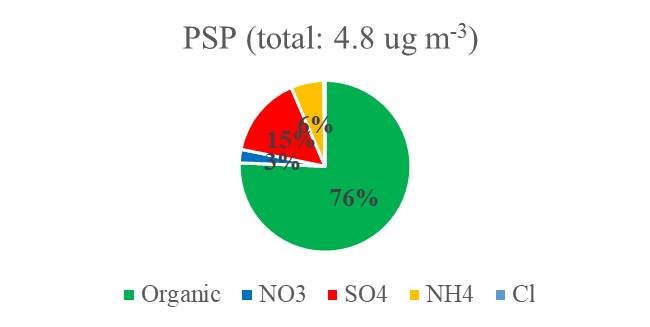 PSP (total: 4.8 ug m-3)
6%
15%
3%
76%
Organic NO3 SO4 NH4 Cl